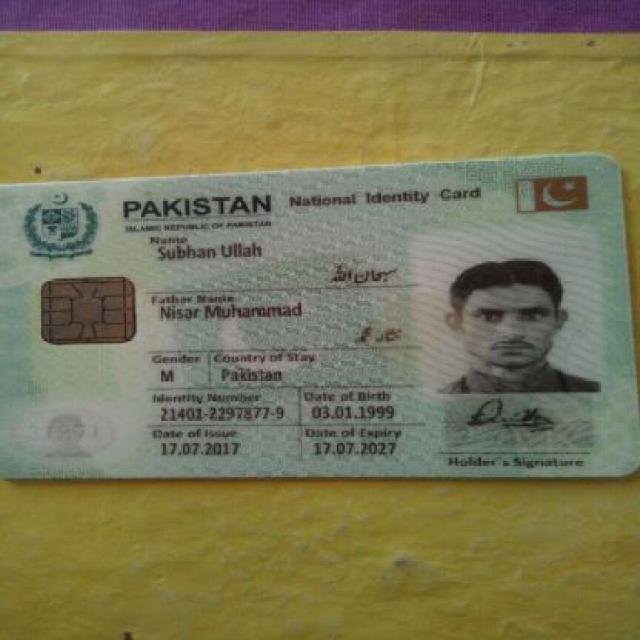 PAKISTAN National Identity Card
ISLAMIC REPUBLIC OF PAKISTAN
Name
Subhan Ullah
سبحان اللہ
Father Name
Nisar Muhammad
نثار محمد
Gender Country of Stay
M Pakistan
Identity Number Date of Birth
21401-2297877-9 03.01.1999
Date of Issue Date of Expiry
17.07.2017 17.07.2027
Holder's Signature